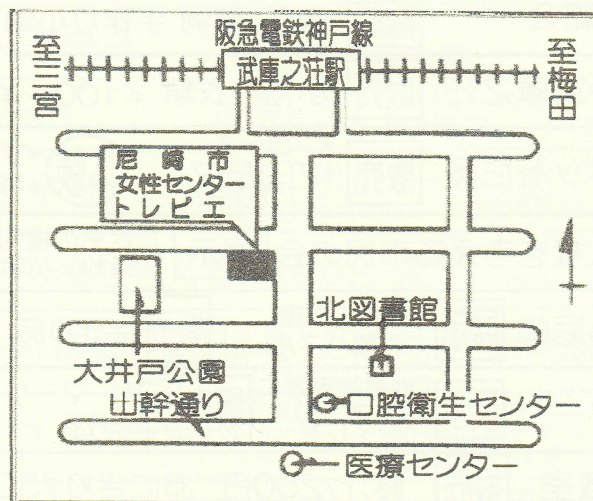 阪急電鉄神戸線
至三宮
武庫之荘駅
至梅田
尼崎市
女性センター
トレピエ
北図書館
大井戸公園
山幹通り
口腔衛生センター
医療センター